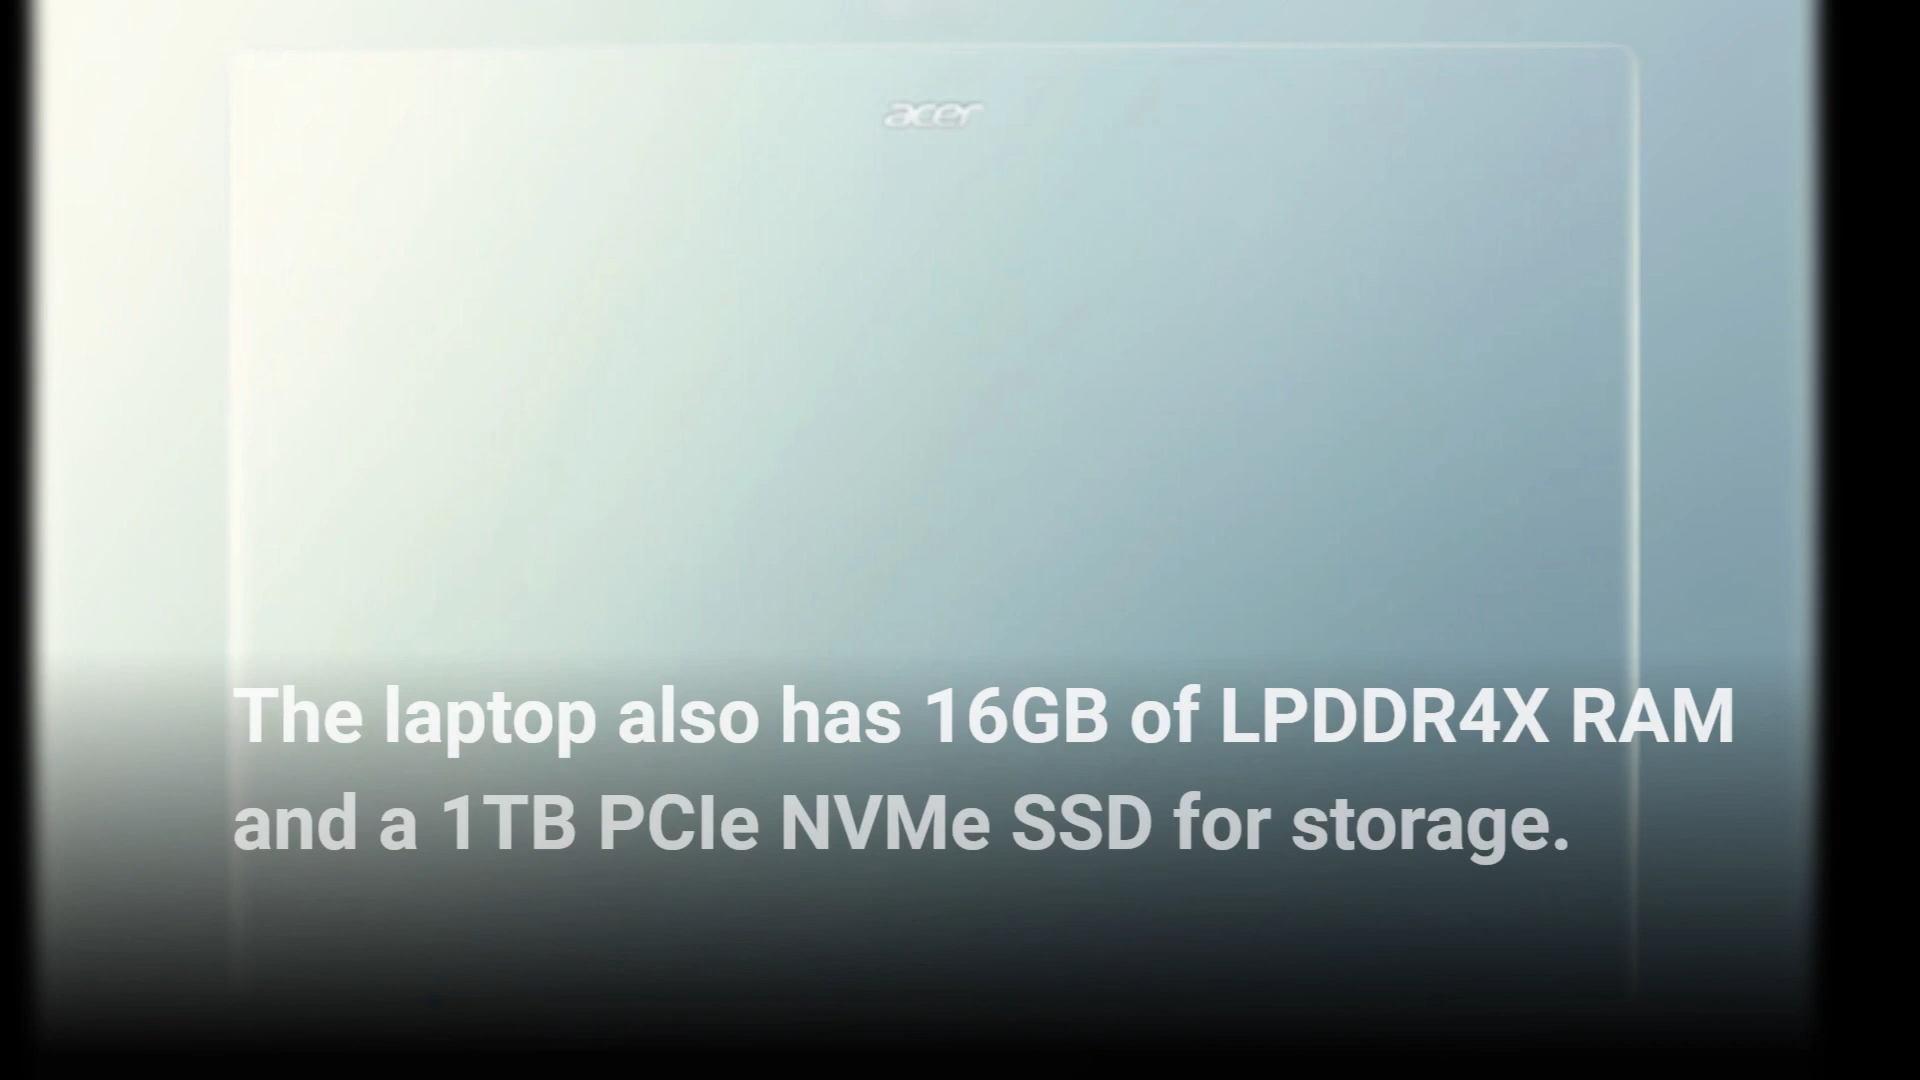 acer
The laptop also has 16GB of LPDDR4X RAM
and a 1TB PCIe NVMe SSD for storage.